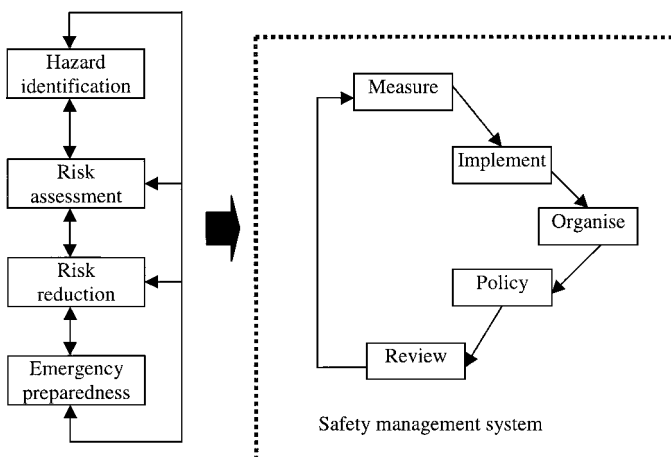 Hazard
identification
Risk
assessment
Risk
reduction
Emergency
preparedness
Measure
Implement
Organise
Policy
Review
Safety management system